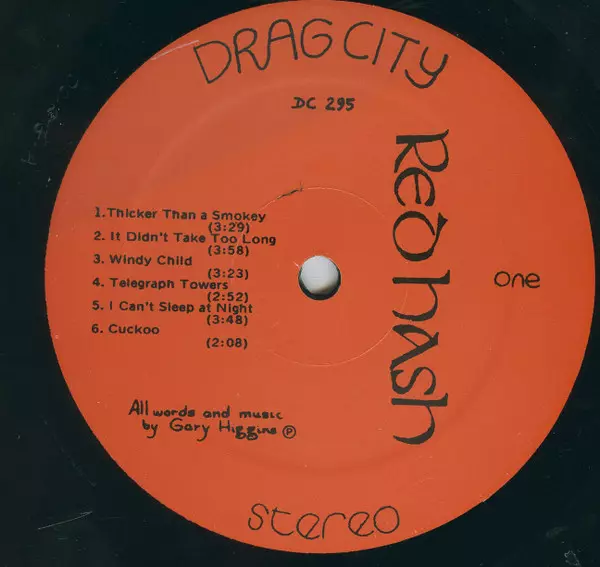 DRAG CITY
DC 295
Red hash
one
1. Thicker Than a Smokey
(3:29)
2. It Didn't Take Too Long
(3:58)
3. Windy Child
(3:23)
4. Telegraph Towers
(2:52)
5. I Can't Sleep at Night
(3:48)
6. Cuckoo
(2:08)
All words and music
by Gary Higgins ℗
stereo